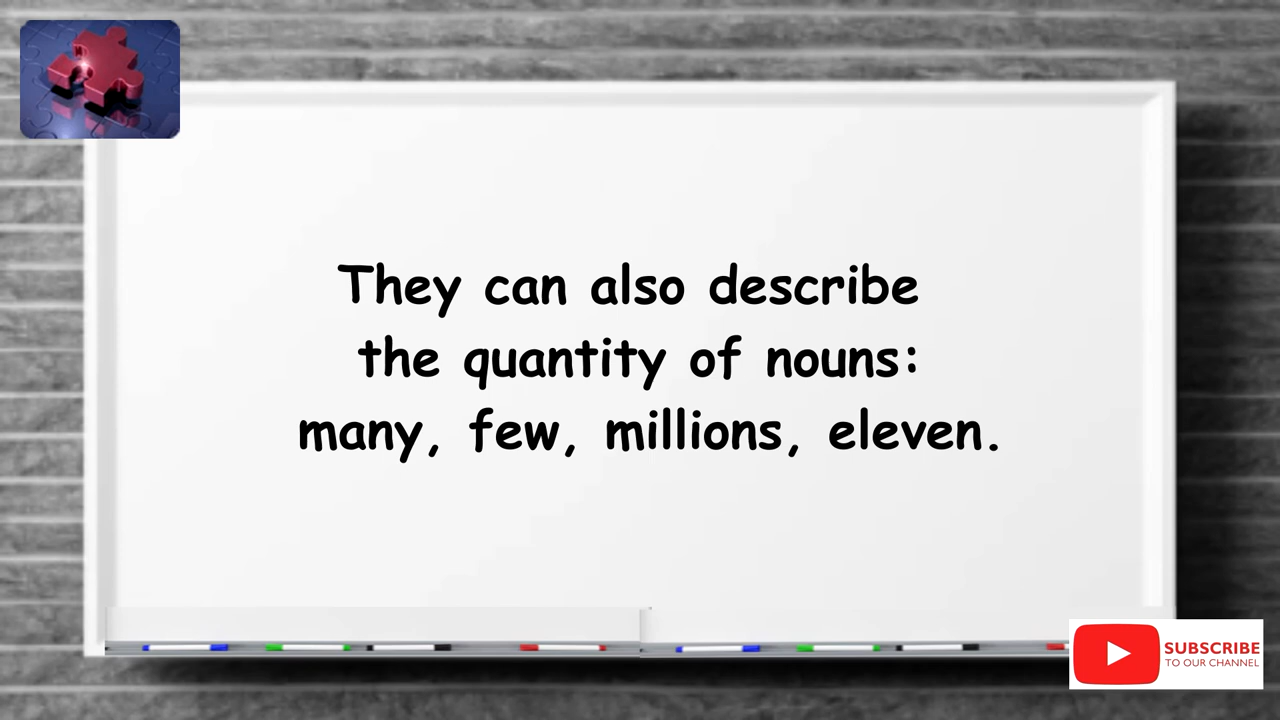 They can also describe
the quantity of nouns:
many, few, millions, eleven.
SUBSCRIBE
TO OUR CHANNEL